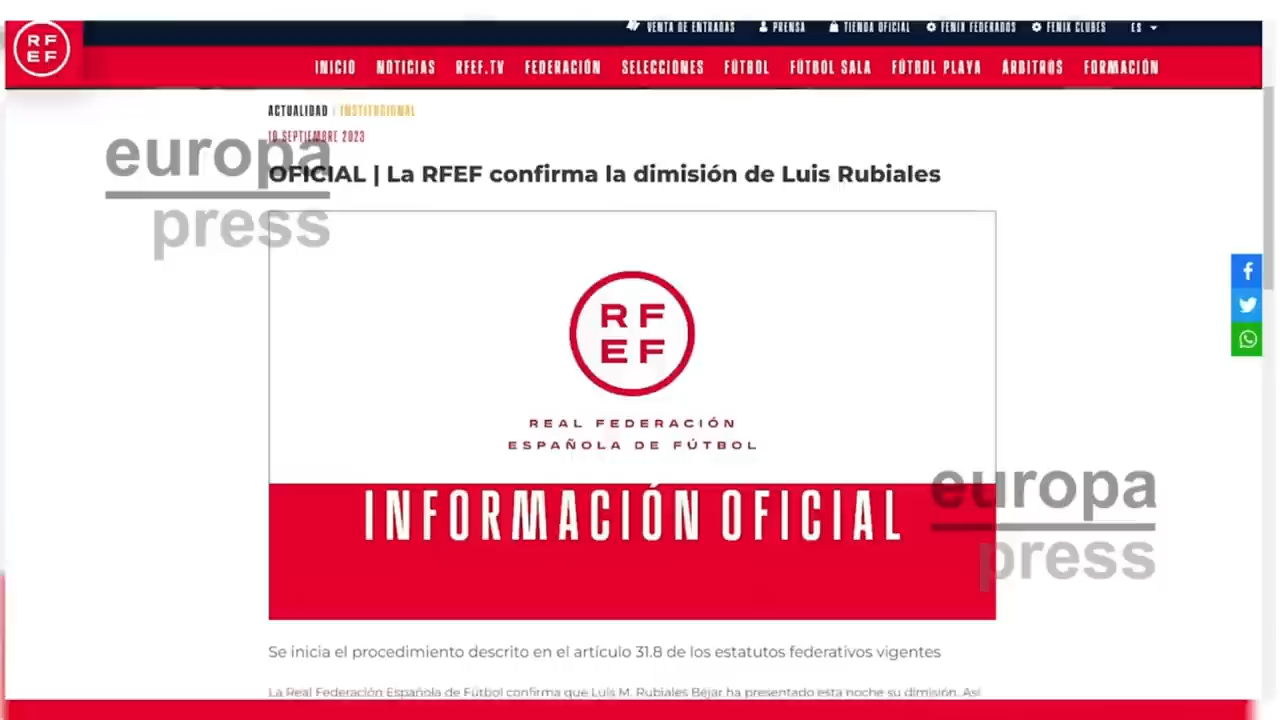 VENTA DE ENTRADAS PRENSA TIENDA OFICIAL FENIX FEDERADOS FENIX CLUBES ES
RF
EF
INICIO NOTICIAS RFEF.TV FEDERACIÓN SELECCIONES FÚTBOL FÚTBOL SALA FÚTBOL PLAYA ÁRBITROS FORMACIÓN
ACTUALIDAD | INSTITUCIONAL
10 SEPTIEMBRE 2023
europa
press
OFICIAL | La RFEF confirma la dimisión de Luis Rubiales
RF
EF
REAL FEDERACIÓN
ESPAÑOLA DE FÚTBOL
INFORMACIÓN OFICIAL
europa
press
Se inicia el procedimiento descrito en el artículo 31.8 de los estatutos federativos vigentes
La Real Federación Española de Fútbol confirma que Luis M. Rubiales Béjar ha presentado esta noche su dimisión. Así